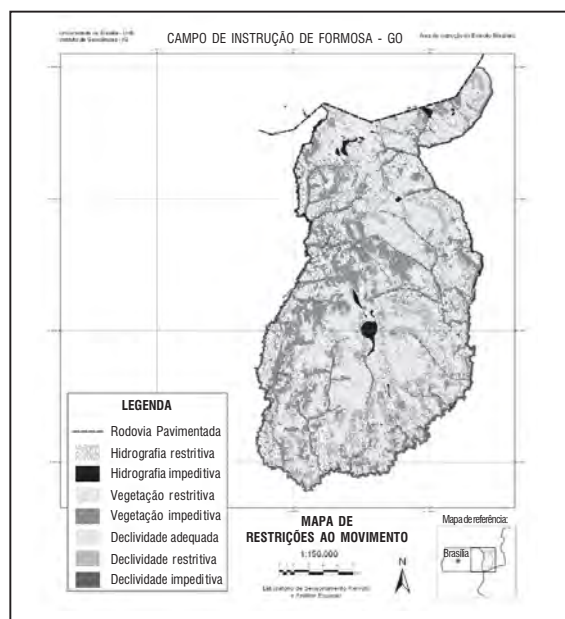 CAMPO DE INSTRUÇÃO DE FORMOSA - GO
LEGENDA
Rodovia Pavimentada
Hidrografia restritiva
Hidrografia impeditiva
Vegetação restritiva
Vegetação impeditiva
Declividade adequada
Declividade restritiva
Declividade impeditiva
MAPA DE
RESTRIÇÕES AO MOVIMENTO
1:150.000
N
Mapa de referência:
Brasília